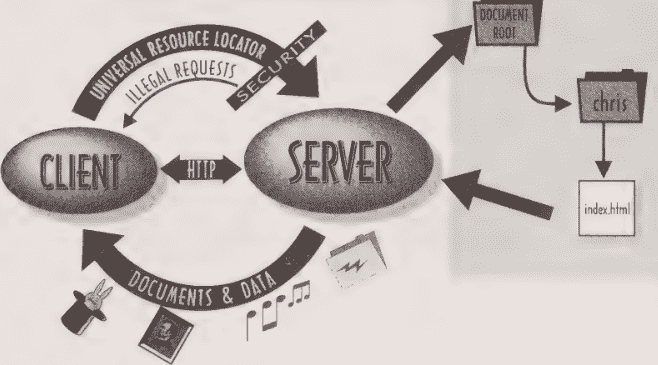 DOCUMENT
ROOT
UNIVERSAL RESOURCE LOCATOR
ILLEGAL REQUESTS
SECURITY
chris
CLIENT
HTTP
SERVER
index.html
DOCUMENTS & DATA